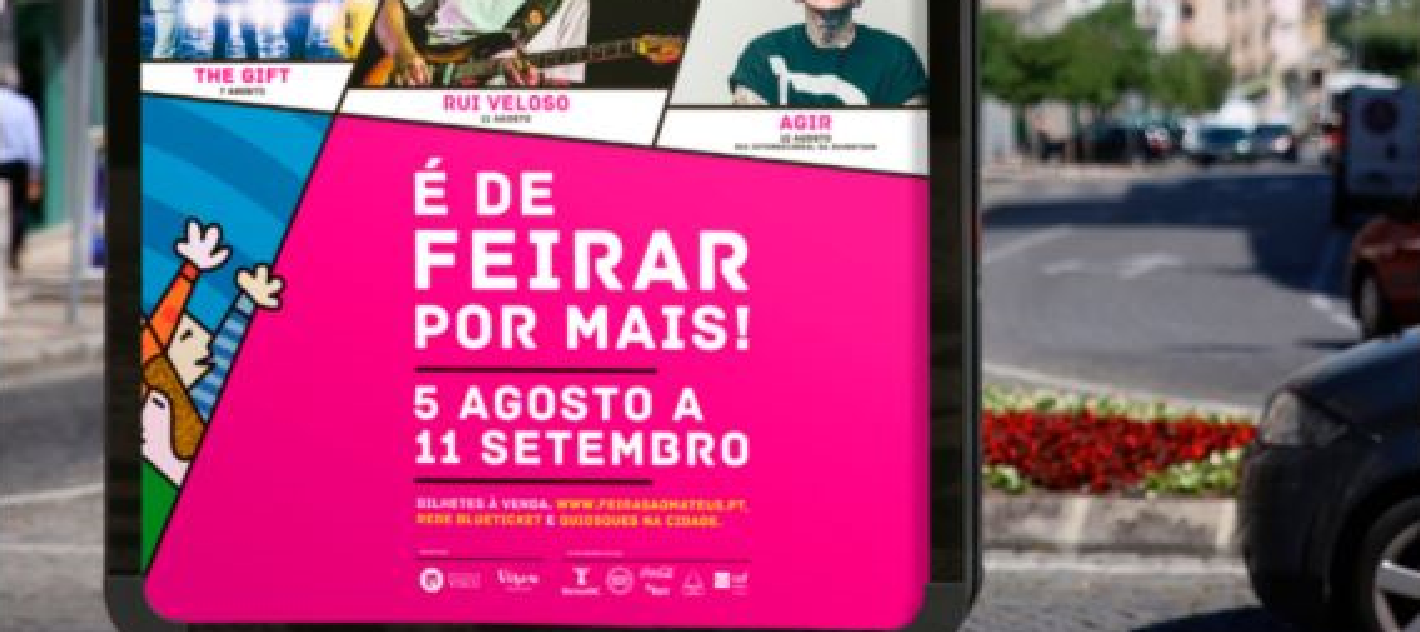 THE GIFT
7 AGOSTO
RUI VELOSO
11 AGOSTO
AGIR
12 AGOSTO
É DE
FEIRAR
POR MAIS!
5 AGOSTO A
11 SETEMBRO
BILHETES À VENDA. WWW.FEIRASAOMATEUS.PT,
REDE BLUETICKET E QUIOSQUES NA CIDADE.
Viseu